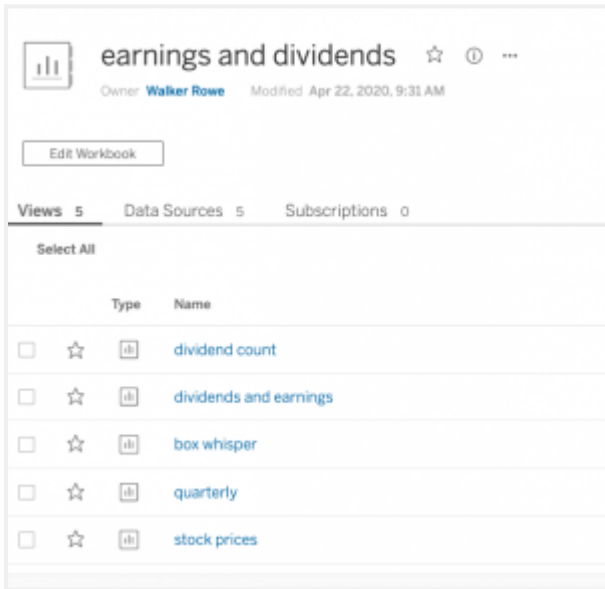 earnings and dividends
Owner Walker Rowe Modified Apr 22, 2020, 9:31 AM
Edit Workbook
Views 5 Data Sources 5 Subscriptions 0
Select All
Type Name
dividend count
dividends and earnings
box whisper
quarterly
stock prices